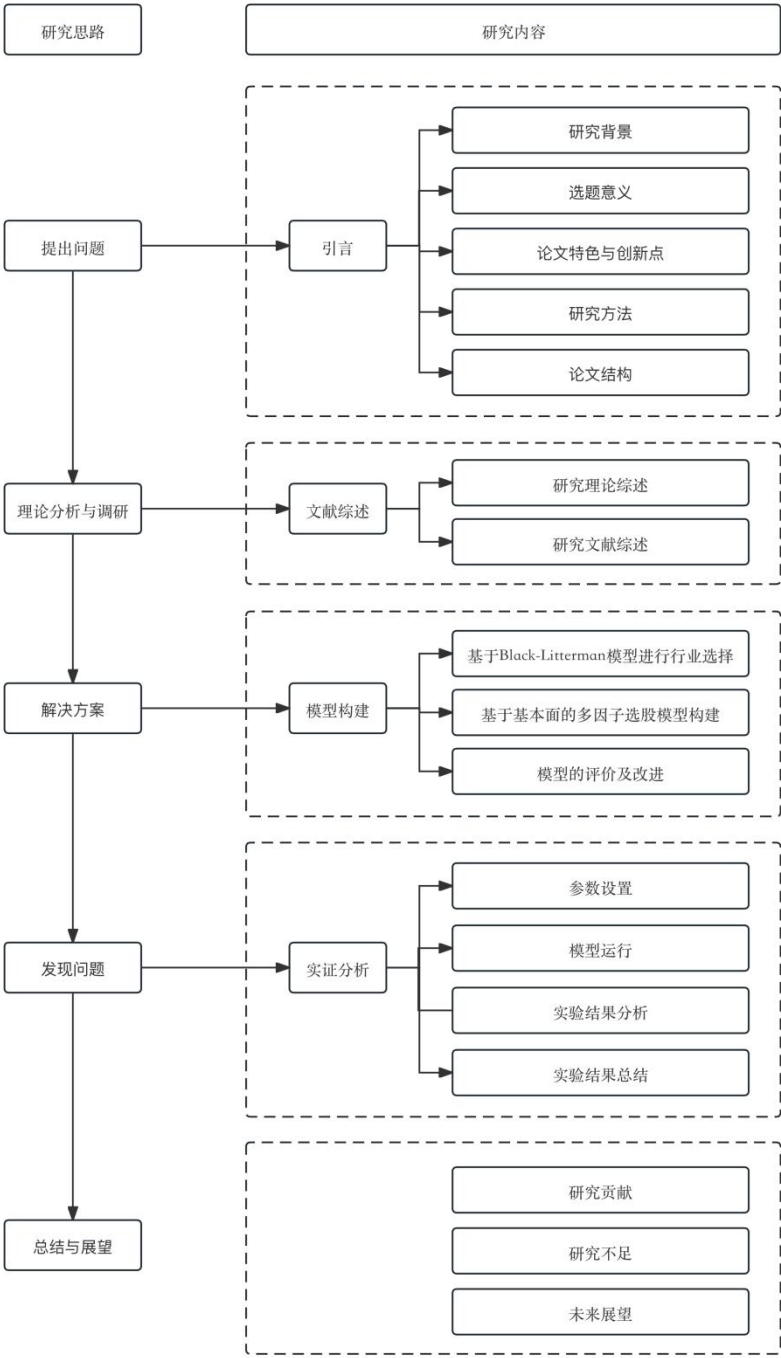 研究思路
研究内容
提出问题
引言
研究背景
选题意义
论文特色与创新点
研究方法
论文结构
理论分析与调研
文献综述
研究理论综述
研究文献综述
解决方案
模型构建
基于Black-Litterman模型进行行业选择
基于基本面的多因子选股模型构建
模型的评价及改进
发现问题
实证分析
参数设置
模型运行
实验结果分析
实验结果总结
总结与展望
研究贡献
研究不足
未来展望